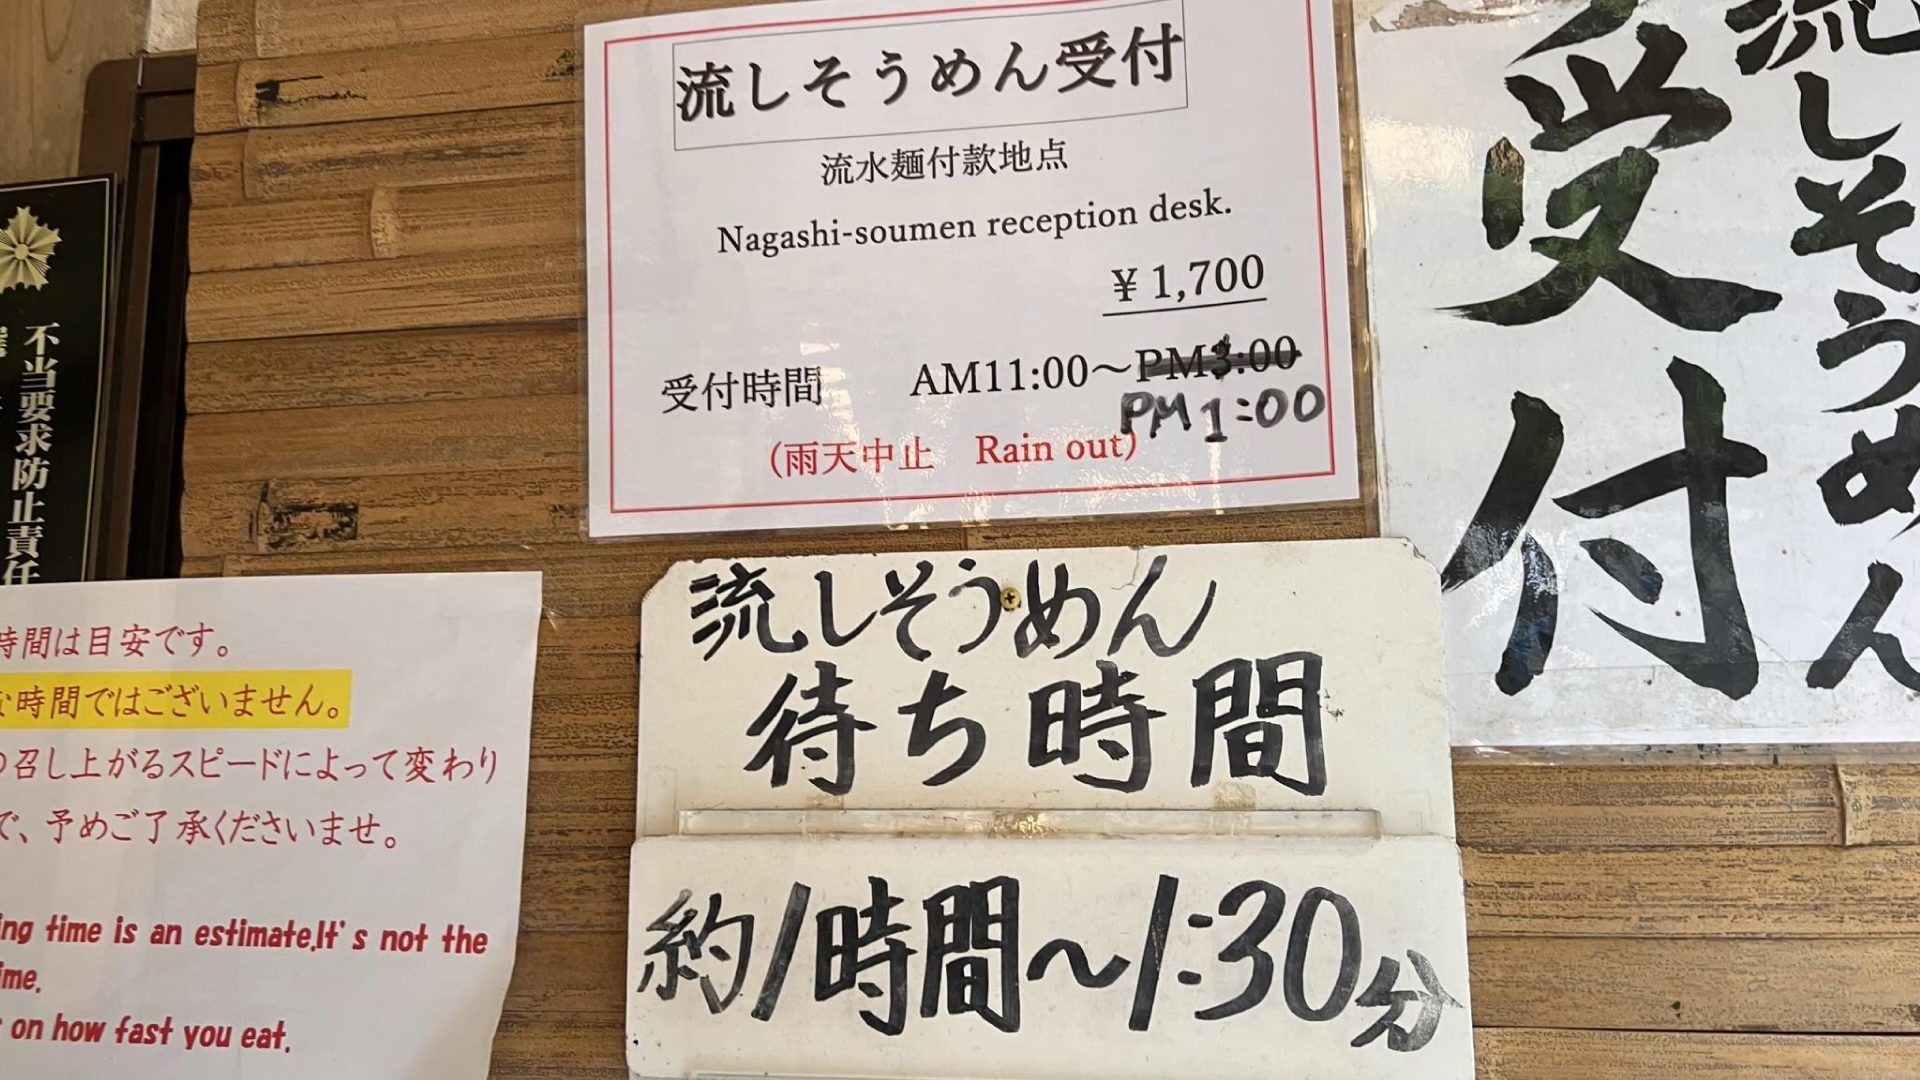 流しそうめん受付
流水麺付款地点
Nagashi-soumen reception desk.
¥ 1,700
受付時間 AM11:00～PM3:00
PM 1:00
(雨天中止 Rain out)
流しそうめん
受付
流しそうめん
待ち時間
約1時間～1:30分
不当要求防止責任
時間は目安です。
な時間ではございません。
の召し上がるスピードによって変わり
で、予めご了承くださいませ。
ing time is an estimate.It's not the
ime.
on how fast you eat.